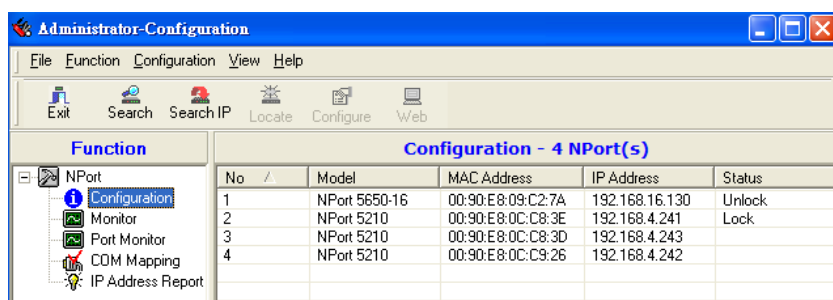 Administrator-Configuration
File Function Configuration View Help
Exit Search Search IP Locate Configure Web
Function
Configuration - 4 NPort(s)
NPort
Configuration
Monitor
Port Monitor
COM Mapping
IP Address Report
No Model MAC Address IP Address Status
1 NPort 5650-16 00:90:E8:09:C2:7A 192.168.16.130 Unlock
2 NPort 5210 00:90:E8:0C:C8:3E 192.168.4.241 Lock
3 NPort 5210 00:90:E8:0C:C8:3D 192.168.4.243
4 NPort 5210 00:90:E8:0C:C9:26 192.168.4.242